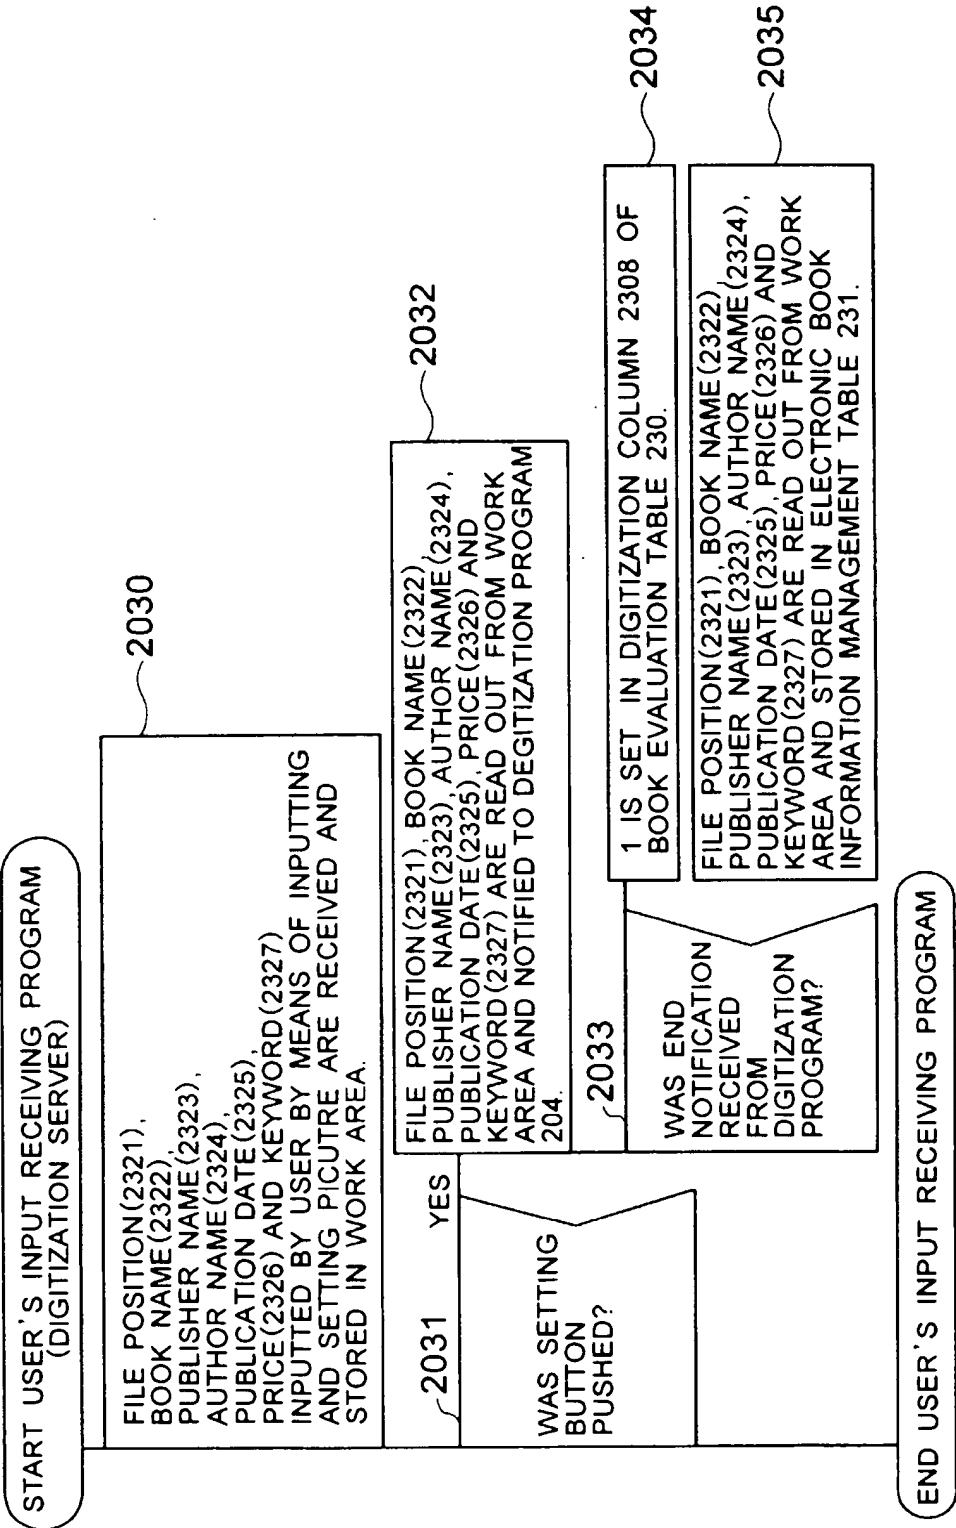 START USER'S INPUT RECEIVING PROGRAM
(DIGITIZATION SERVER)
2030
FILE POSITION(2321),
BOOK NAME(2322),
PUBLISHER NAME(2323),
AUTHOR NAME(2324),
PUBLICATION DATE(2325),
PRICE(2326) AND KEYWORD(2327)
INPUTTED BY USER BY MEANS OF INPUTTING
AND SETTING PICUTRE ARE RECEIVED AND
STORED IN WORK AREA.
2031
YES
WAS SETTING
BUTTON
PUSHED?
2032
FILE POSITION(2321), BOOK NAME(2322),
PUBLISHER NAME(2323), AUTHOR NAME(2324),
PUBLICATION DATE(2325), PRICE(2326) AND
KEYWORD(2327) ARE READ OUT FROM WORK
AREA AND NOTIFIED TO DEGITIZATION PROGRAM
204.
2033
WAS END
NOTIFICATION
RECEIVED
FROM
DIGITIZATION
PROGRAM?
2034
1 IS SET IN DIGITIZATION COLUMN 2308 OF
BOOK EVALUATION TABLE 230.
2035
FILE POSITION(2321), BOOK NAME(2322),
PUBLISHER NAME(2323), AUTHOR NAME(2324),
PUBLICATION DATE(2325), PRICE(2326) AND
KEYWORD(2327) ARE READ OUT FROM WORK
AREA AND STORED IN ELECTRONIC BOOK
INFORMATION MANAGEMENT TABLE 231.
END USER'S INPUT RECEIVING PROGRAM